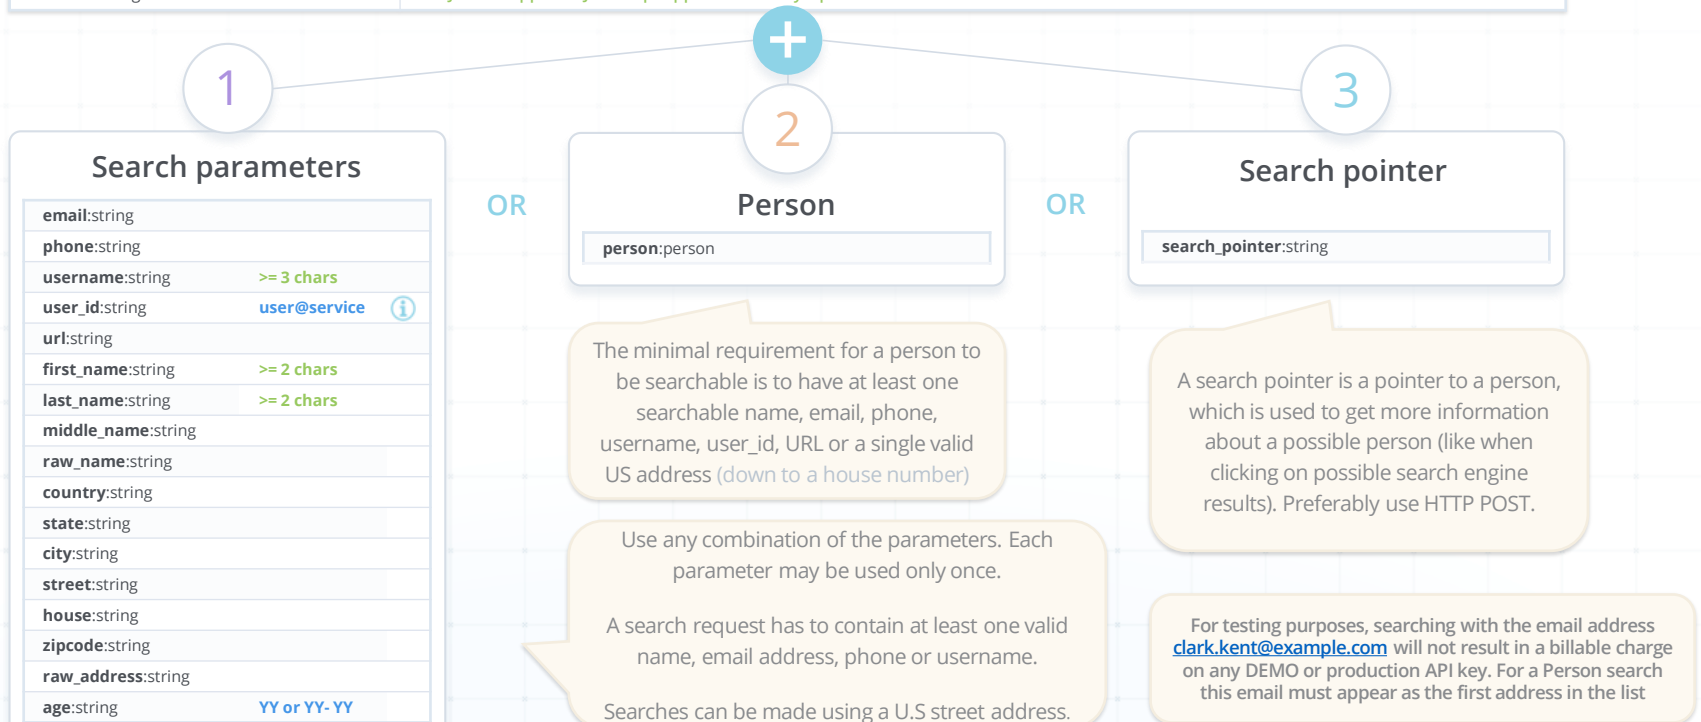 1
2
3
Search parameters
email:string
phone:string
username:string >= 3 chars
user_id:string user@service
url:string
first_name:string >= 2 chars
last_name:string >= 2 chars
middle_name:string
raw_name:string
country:string
state:string
city:string
street:string
house:string
zipcode:string
raw_address:string
age:string YY or YY- YY
OR
Person
person:person
The minimal requirement for a person to
be searchable is to have at least one
searchable name, email, phone,
username, user_id, URL or a single valid
US address (down to a house number)
Use any combination of the parameters. Each
parameter may be used only once.
A search request has to contain at least one valid
name, email address, phone or username.
Searches can be made using a U.S street address.
OR
Search pointer
search_pointer:string
A search pointer is a pointer to a person,
which is used to get more information
about a possible person (like when
clicking on possible search engine
results). Preferably use HTTP POST.
For testing purposes, searching with the email address
clark.kent@example.com will not result in a billable charge
on any DEMO or production API key. For a Person search
this email must appear as the first address in the list